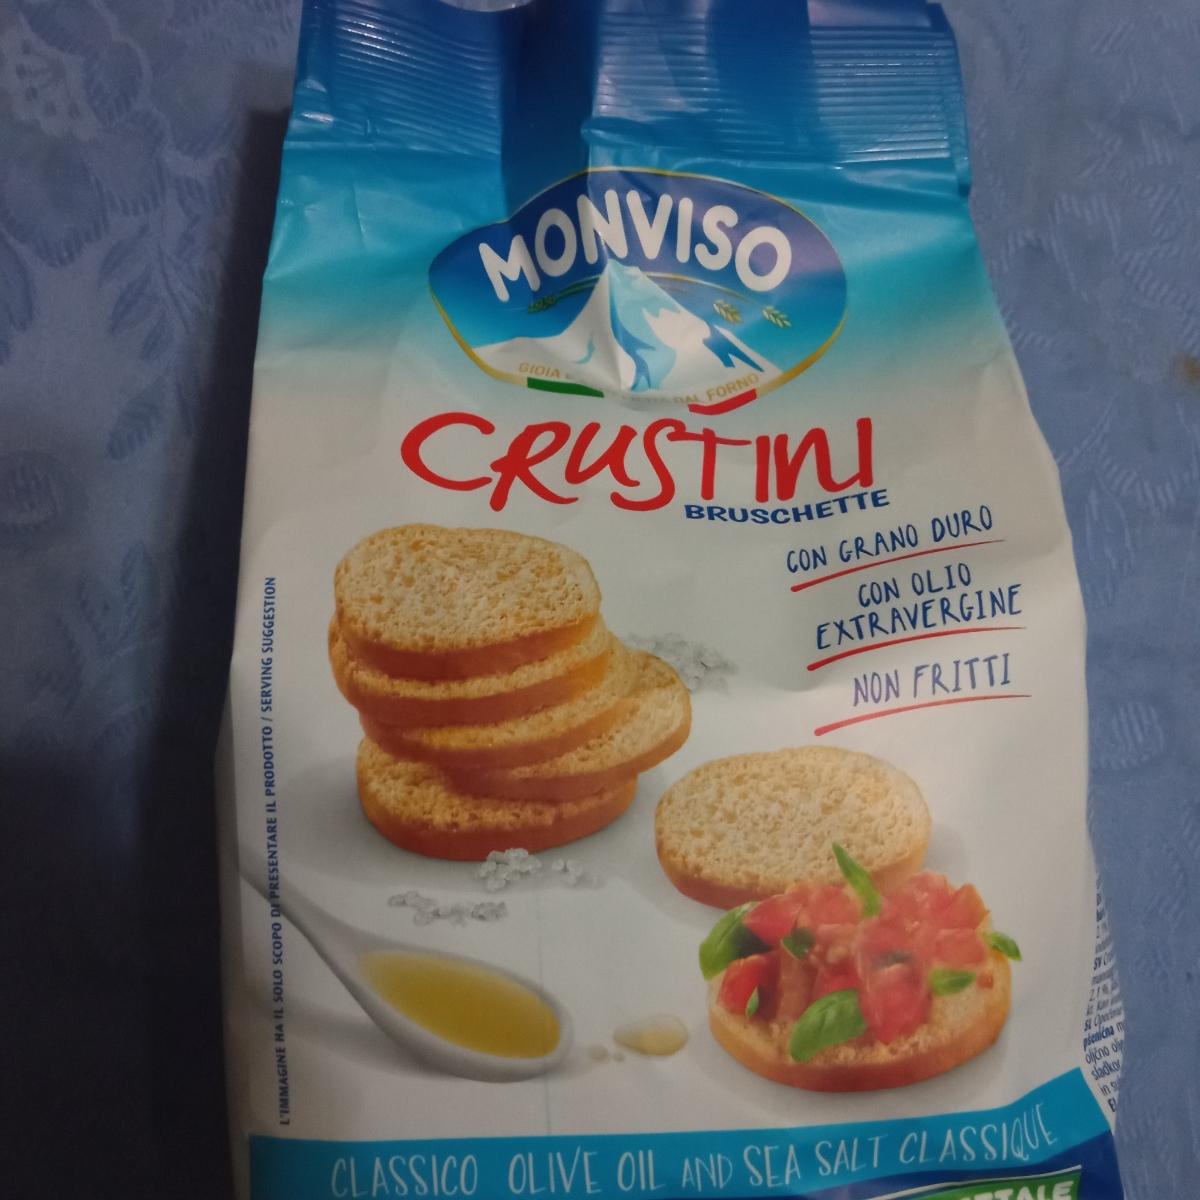 MONVISO
GIOIA E
DAL FORNO
CRUSTINI
BRUSCHETTE
CON GRANO DURO
CON OLIO
EXTRAVERGINE
NON FRITTI
L'IMMAGINE HA IL SOLO SCOPO DI PRESENTARE IL PRODOTTO / SERVING SUGGESTION
CLASSICO OLIVE OIL AND SEA SALT CLASSIQUE